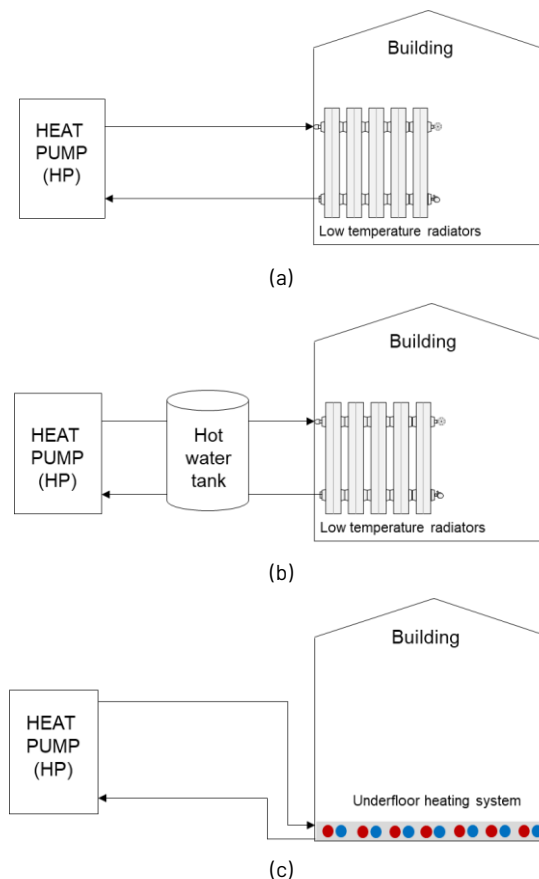 Building
HEAT
PUMP
(HP)
Low temperature radiators
(a)
Building
HEAT
PUMP
(HP)
Hot
water
tank
Low temperature radiators
(b)
Building
HEAT
PUMP
(HP)
Underfloor heating system
(c)